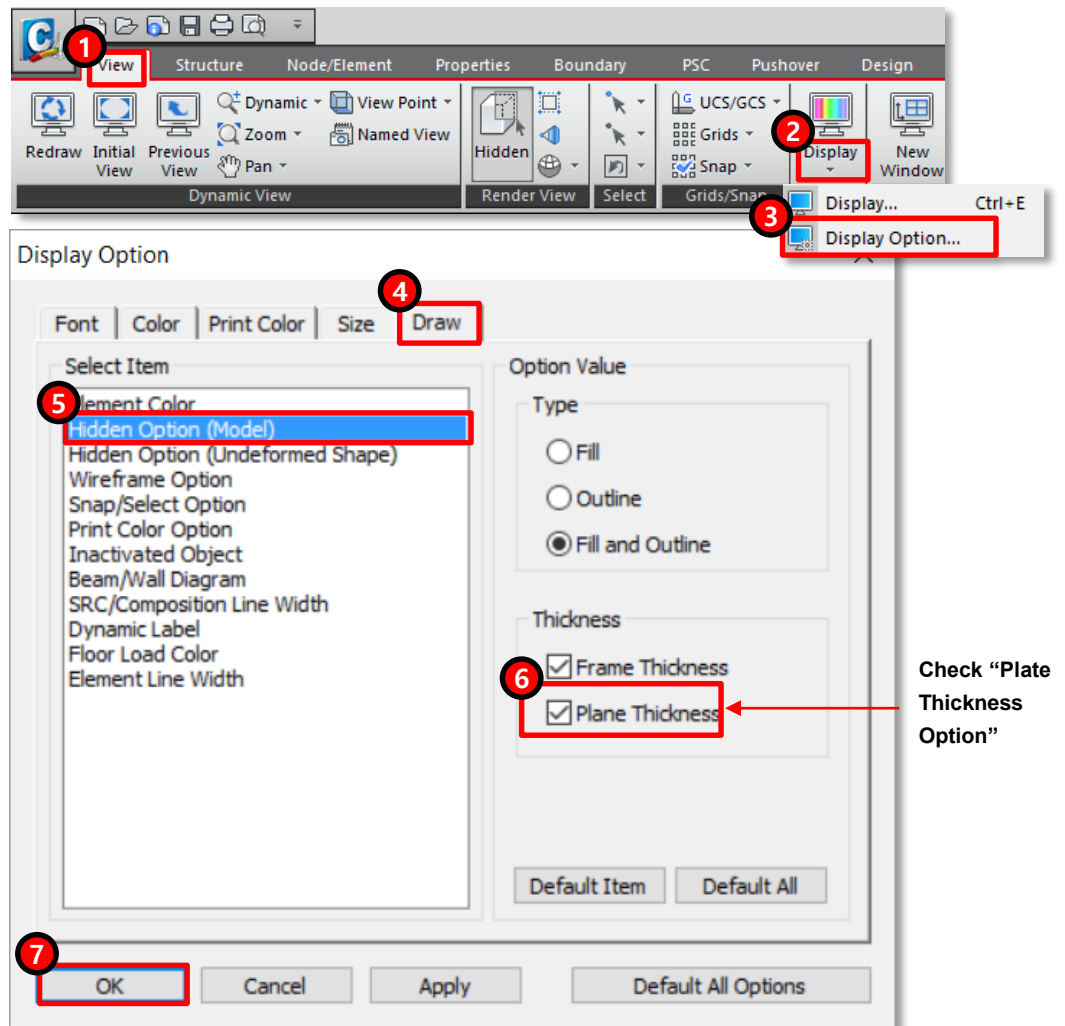 C
1
View Structure Node/Element Properties Boundary PSC Pushover Design
Dynamic View Point UCS/GCS
Zoom Named View Grids 2
Pan Snap
Redraw Initial View Previous View Hidden Display New Window
Dynamic View Render View Select Grids/Snap
Display... Ctrl+E
3
Display Option...
Display Option
4
Font Color Print Color Size Draw
Select Item
5
Element Color
Hidden Option (Model)
Hidden Option (Undeformed Shape)
Wireframe Option
Snap/Select Option
Print Color Option
Inactivated Object
Beam/Wall Diagram
SRC/Composition Line Width
Dynamic Label
Floor Load Color
Element Line Width
Option Value
Type
Fill
Outline
Fill and Outline
Thickness
Frame Thickness
6
Plane Thickness
Check “Plate
Thickness
Option”
Default Item Default All
7
OK Cancel Apply Default All Options